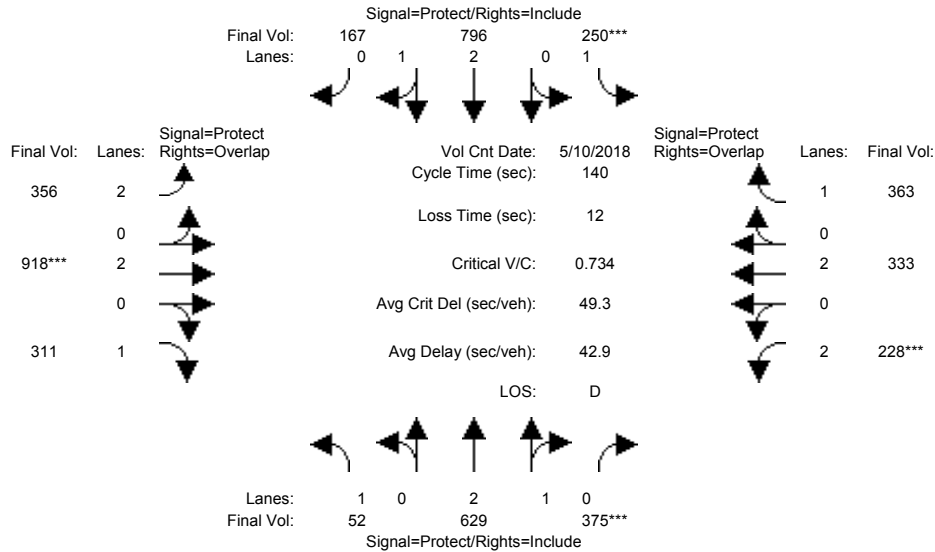 Signal=Protect/Rights=Include
Final Vol: 167 796 250***
Lanes: 0 1 2 0 1
Signal=Protect
Final Vol: Lanes: Rights=Overlap
Vol Cnt Date: 5/10/2018
Signal=Protect
Rights=Overlap Lanes: Final Vol:
Cycle Time (sec): 140
356 2
1 363
Loss Time (sec): 12
0
0
918*** 2
Critical V/C: 0.734
2 333
0
Avg Crit Del (sec/veh): 49.3
0
311 1
Avg Delay (sec/veh): 42.9
2 228***
LOS: D
Lanes: 1 0 2 1 0
Final Vol: 52 629 375***
Signal=Protect/Rights=Include